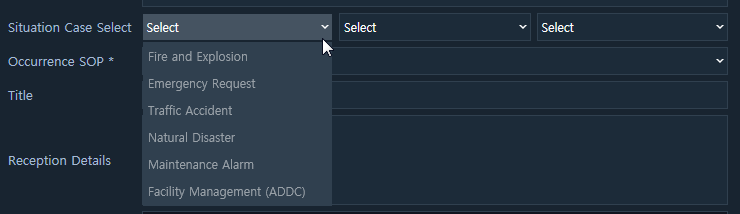 Situation Case Select Select Select Select
Fire and Explosion
Occurrence SOP *
Emergency Request
Title
Traffic Accident
Natural Disaster
Reception Details
Maintenance Alarm
Facility Management (ADDC)